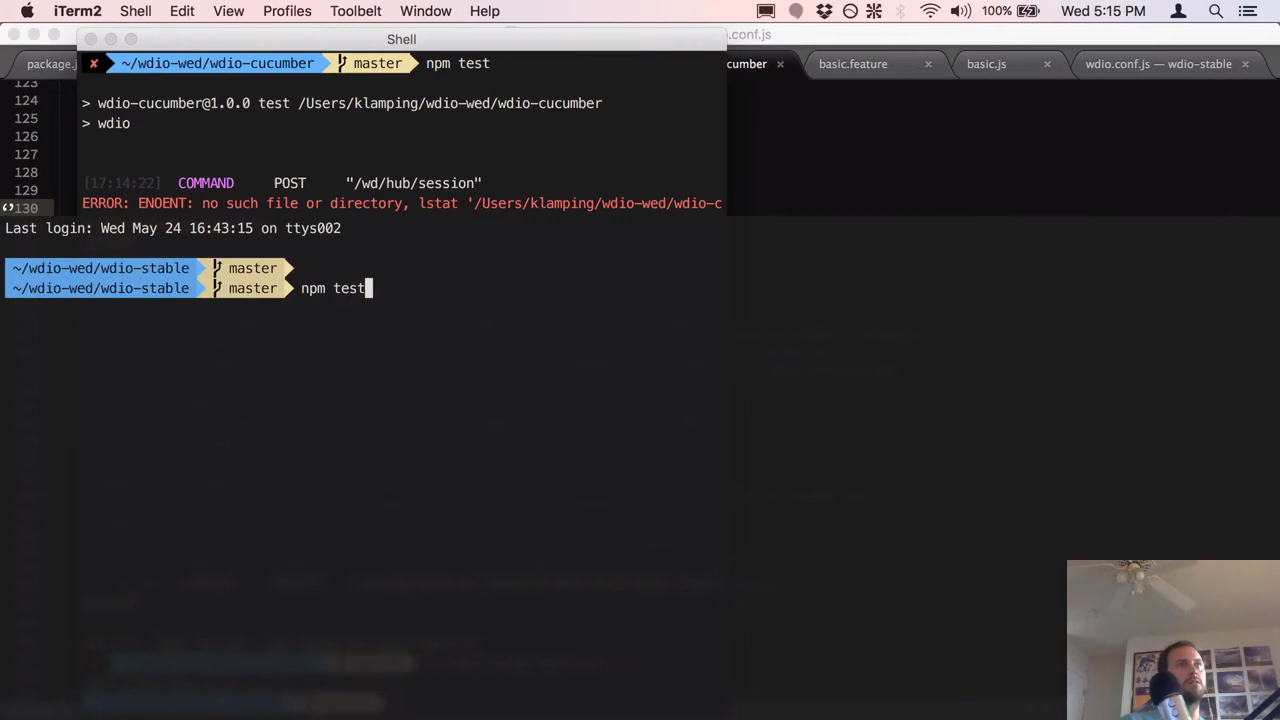 iTerm2 Shell Edit View Profiles Toolbelt Window Help 100% Wed 5:15 PM
Shell
.conf.js
package.j
cumber × basic.feature × basic.js × wdio.conf.js — wdio-stable ×
✘ ~/wdio-wed/wdio-cucumber master npm test
123
124
> wdio-cucumber@1.0.0 test /Users/klamping/wdio-wed/wdio-cucumber
125
> wdio
126
127
128
[17:14:22] COMMAND POST "/wd/hub/session"
129
ERROR: ENOENT: no such file or directory, lstat '/Users/klamping/wdio-wed/wdio-c
130
Last login: Wed May 24 16:43:15 on ttys002
~/wdio-wed/wdio-stable master
~/wdio-wed/wdio-stable master npm test